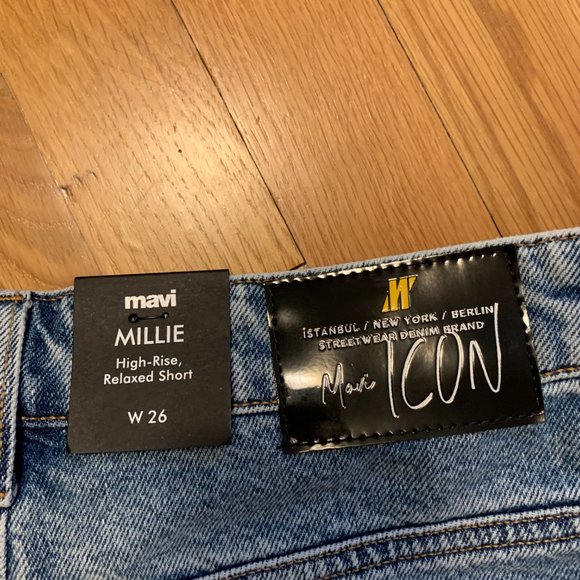 mavi
MILLIE
High-Rise,
Relaxed Short
W 26
M
İSTANBUL / NEW YORK / BERLIN
STREETWEAR DENIM BRAND
Mavi ICON